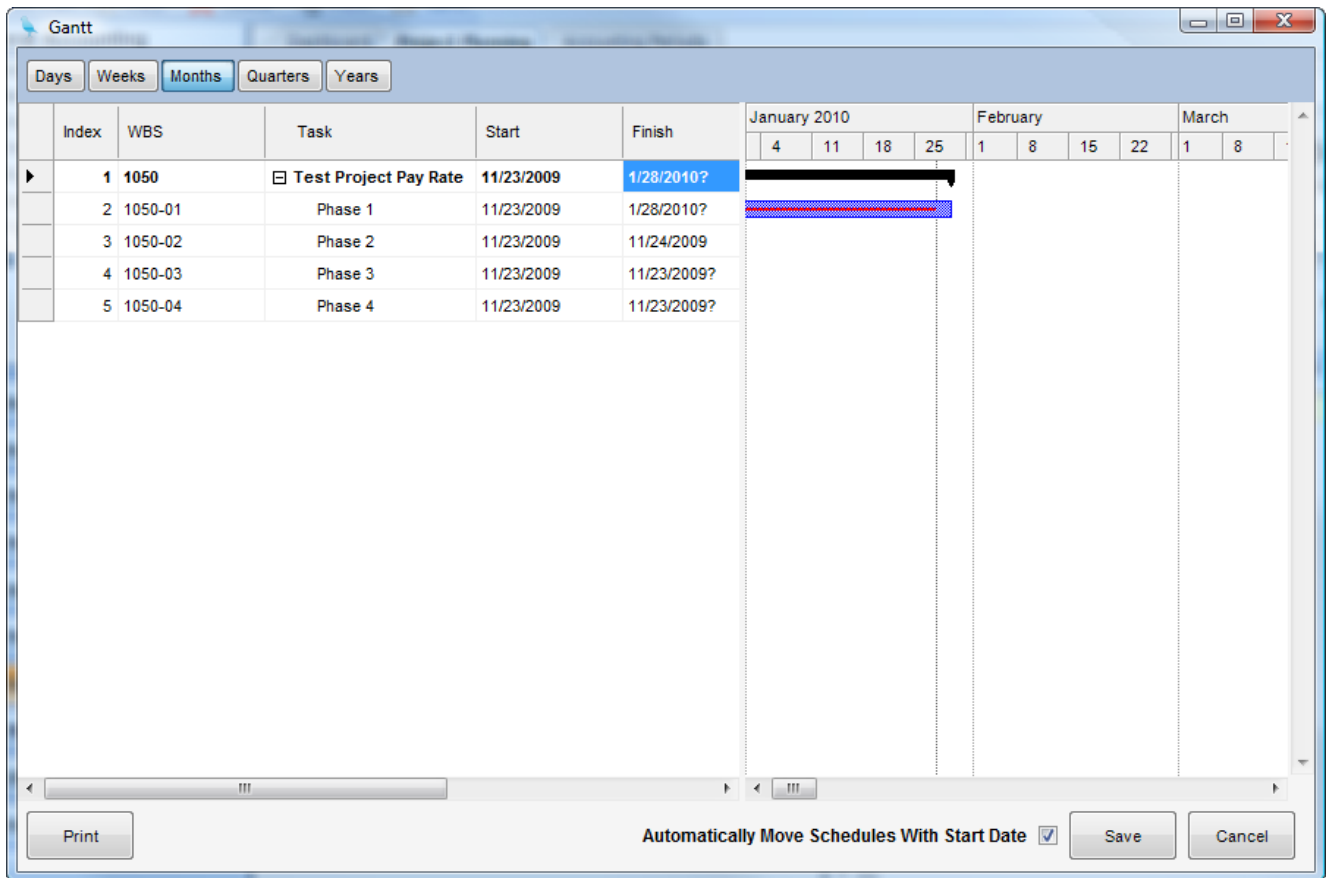 Gantt
Days Weeks Months Quarters Years
Index WBS Task Start Finish
January 2010 February March
4 11 18 25 1 8 15 22 1 8
1 1050 Test Project Pay Rate 11/23/2009 1/28/2010?
2 1050-01 Phase 1 11/23/2009 1/28/2010?
3 1050-02 Phase 2 11/23/2009 11/24/2009
4 1050-03 Phase 3 11/23/2009 11/23/2009?
5 1050-04 Phase 4 11/23/2009 11/23/2009?
Print Automatically Move Schedules With Start Date Save Cancel